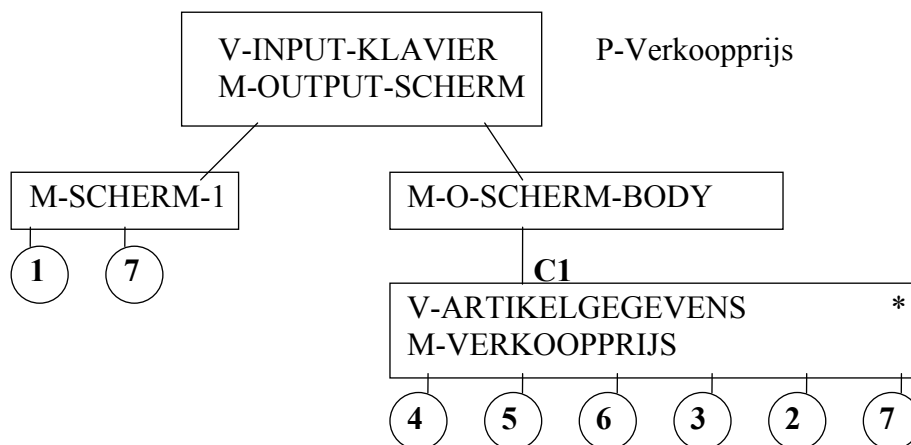 V-INPUT-KLAVIER P-Verkoopprijs
M-OUTPUT-SCHERM
M-SCHERM-1 M-O-SCHERM-BODY
1 7
C1
V-ARTIKELGEGEVENS *
M-VERKOOPPRIJS
4 5 6 3 2 7